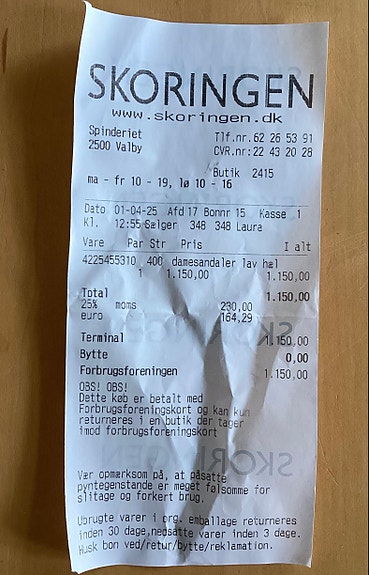 SKORINGEN
www.skoringen.dk
Spinderiet Tlf.nr.62 26 53 91
2500 Valby CVR.nr:22 43 20 28
Butik 2415
ma - fr 10 - 19, lø 10 - 16
Dato 01-04-25 Afd 17 Bonnr 15 Kasse 1
Kl. 12:55 Sælger 348 348 Laura
Vare Par Str Pris I alt
4225455310 400 damesandaler lav hæl
1 1.150,00 1.150,00
Total 1.150,00
25% moms 230,00
euro 164,29
Terminal 1.150,00
Bytte 0,00
Forbrugsforeningen 1.150,00
OBS! OBS!
Dette køb er betalt med
Forbrugsforeningskort og kan kun
returneres i en butik der tager
imod forbrugsforeningskort
Vær opmærksom på, at påsatte
pyntegenstande er meget følsomme for
slitage og forkert brug.
Ubrugte varer i org. emballage returneres
inden 30 dage,nedsatte varer inden 3 dage.
Husk bon ved/retur/bytte/reklamation.